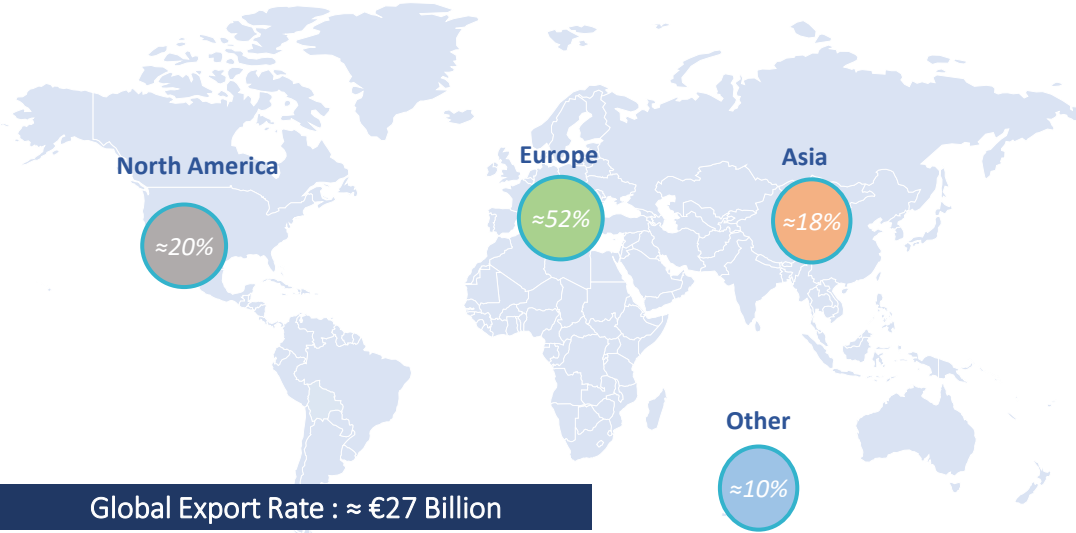 North America
≈20%
Europe
≈52%
Asia
≈18%
Other
≈10%
Global Export Rate : ≈ €27 Billion